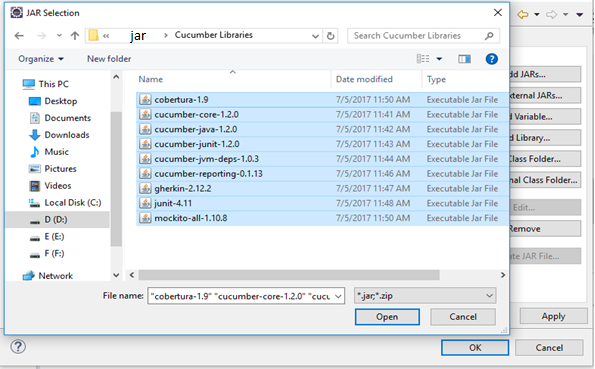 JAR Selection
« jar > Cucumber Libraries
Search Cucumber Libraries
Organize New folder
This PC
Desktop
Documents
Downloads
Music
Pictures
Videos
Local Disk (C:)
D (D:)
E (E:)
F (F:)
Network
Name Date modified Type
cobertura-1.9 7/5/2017 11:50 AM Executable Jar File
cucumber-core-1.2.0 7/5/2017 11:41 AM Executable Jar File
cucumber-java-1.2.0 7/5/2017 11:42 AM Executable Jar File
cucumber-junit-1.2.0 7/5/2017 11:43 AM Executable Jar File
cucumber-jvm-deps-1.0.3 7/5/2017 11:44 AM Executable Jar File
cucumber-reporting-0.1.13 7/5/2017 11:46 AM Executable Jar File
gherkin-2.12.2 7/5/2017 11:47 AM Executable Jar File
junit-4.11 7/5/2017 11:48 AM Executable Jar File
mockito-all-1.10.8 7/5/2017 11:50 AM Executable Jar File
File name: "cobertura-1.9" "cucumber-core-1.2.0" "cucu
*.jar;*.zip
Open Cancel
dd JARs...
xternal JARs...
d Variable...
d Library...
Class Folder...
nal Class Folder...
Edit...
Remove
ate JAR File...
Apply
OK Cancel